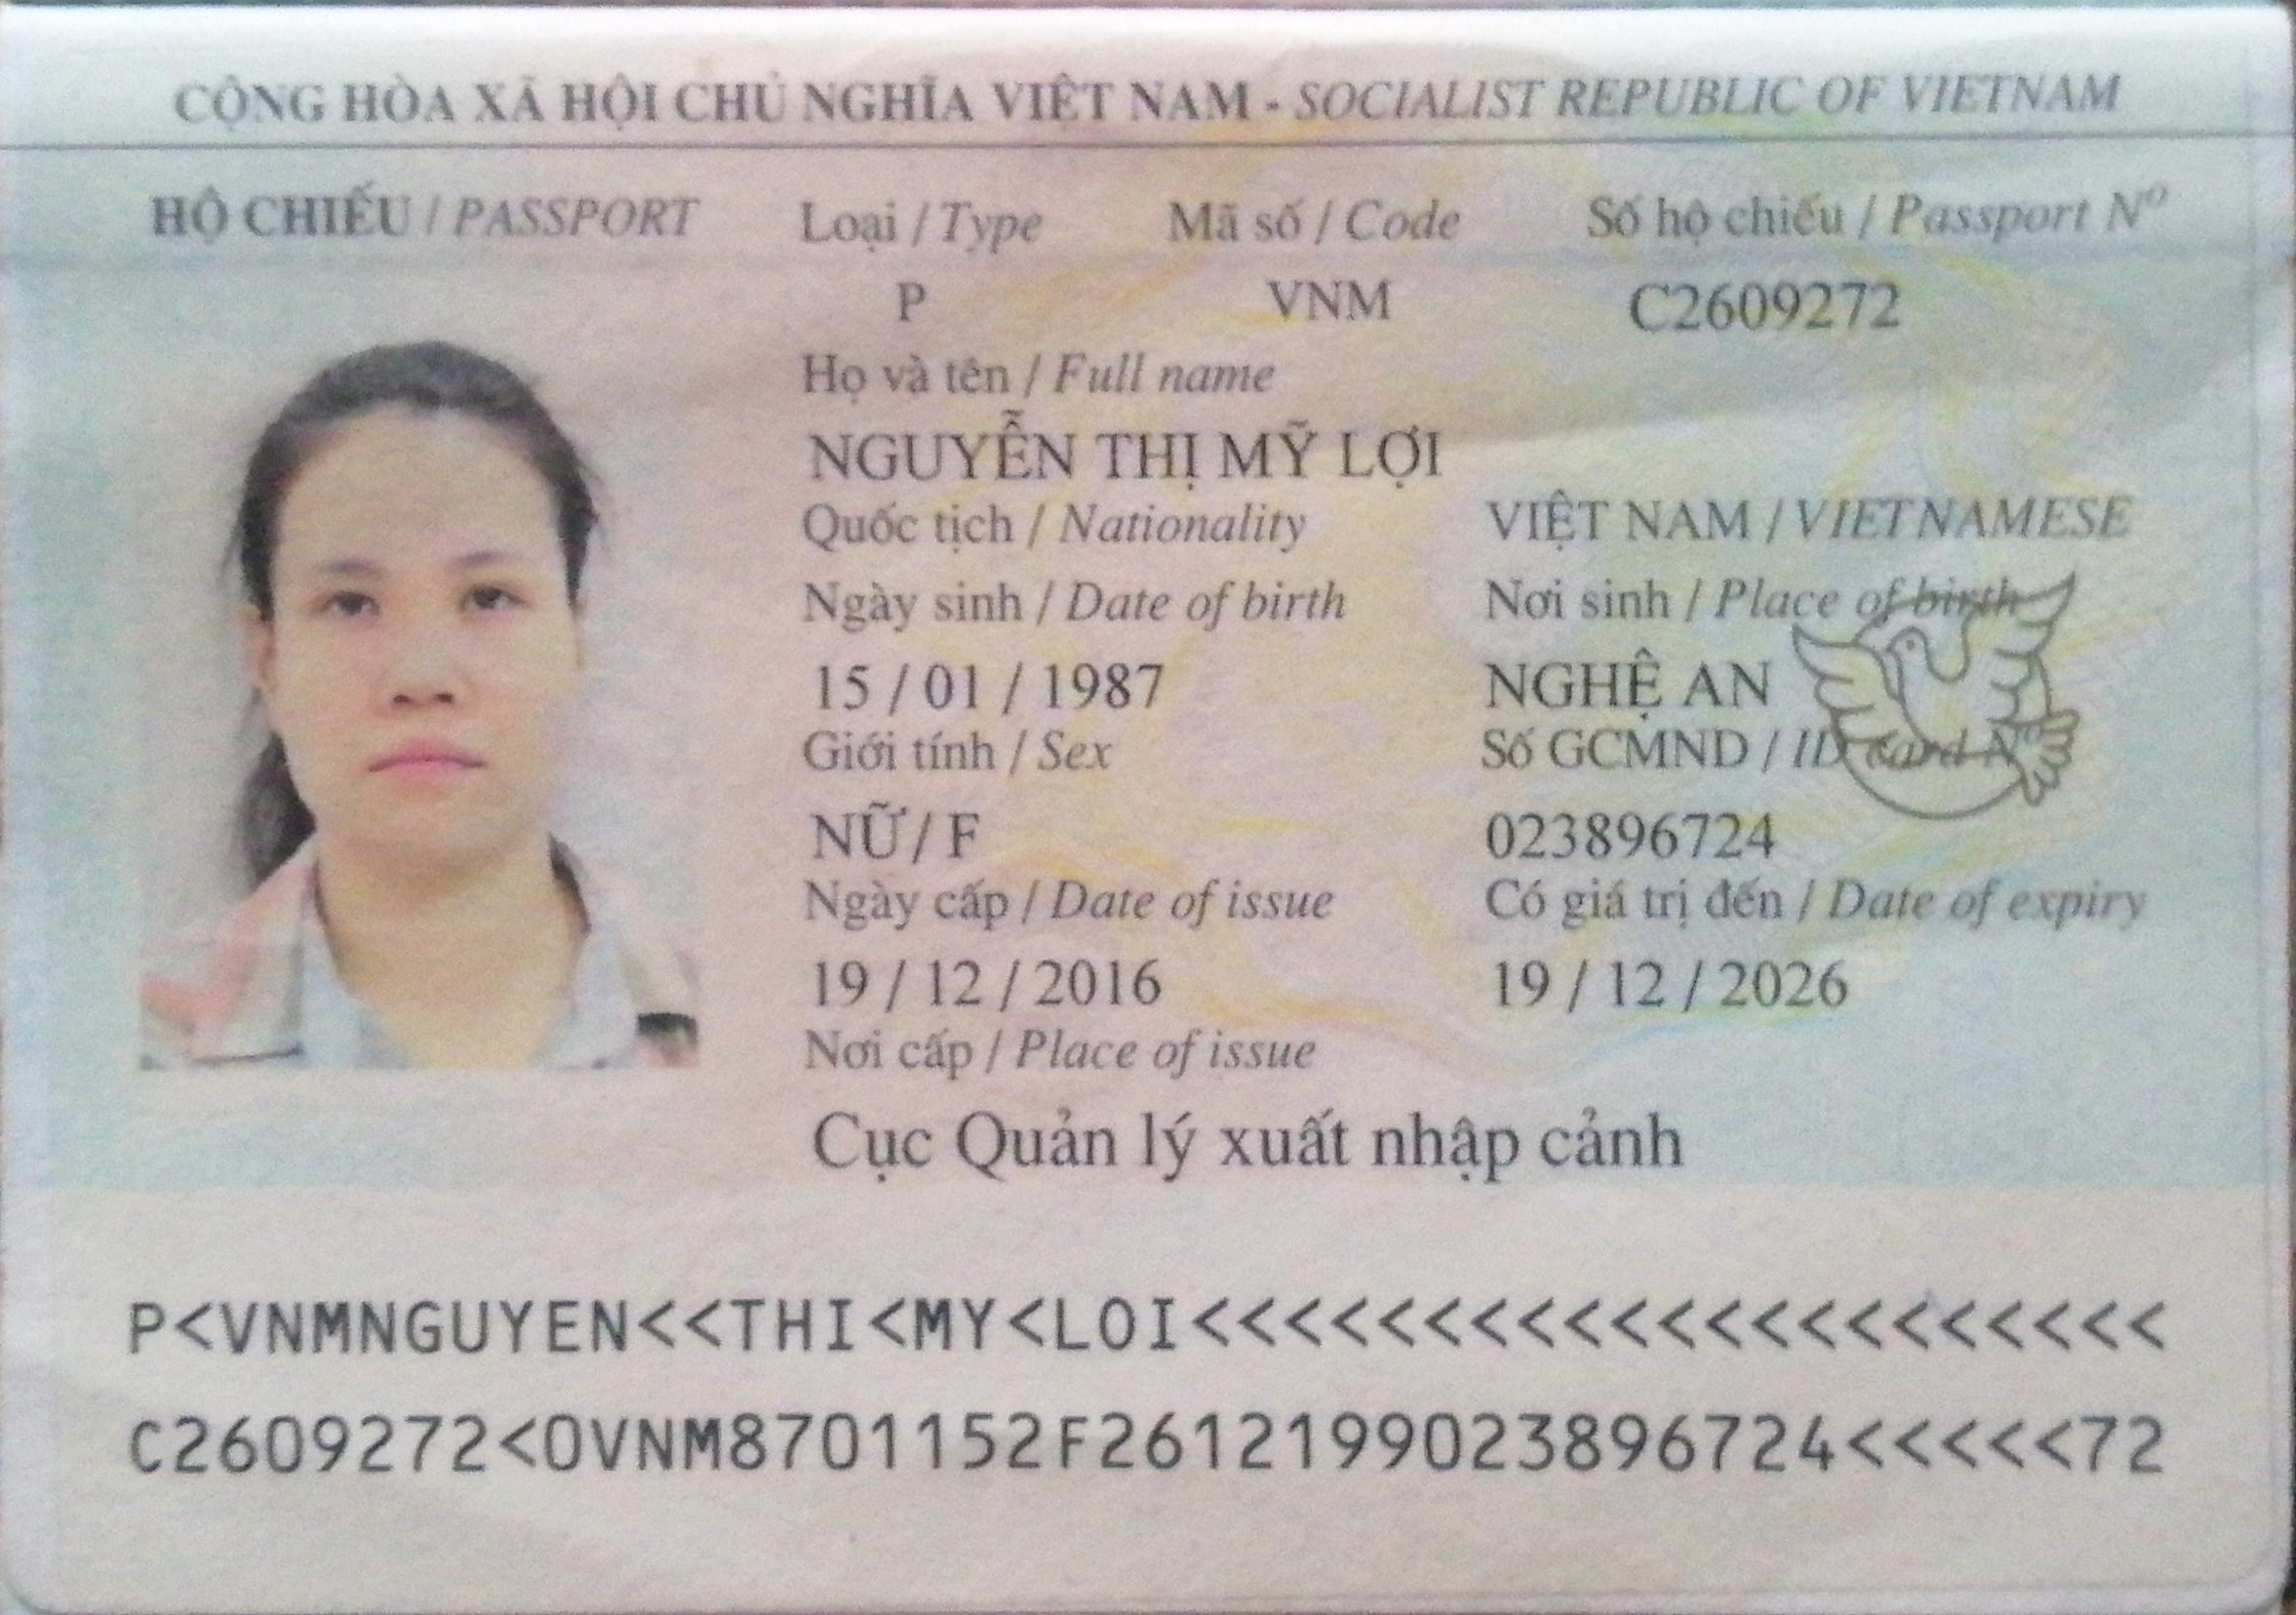 CỘNG HÒA XÃ HỘI CHỦ NGHĨA VIỆT NAM - SOCIALIST REPUBLIC OF VIETNAM
HỘ CHIẾU / PASSPORT Loại / Type Mã số / Code Số hộ chiếu / Passport Nº
P VNM C2609272
Họ và tên / Full name
NGUYỄN THỊ MỸ LỢI
Quốc tịch / Nationality VIỆT NAM / VIETNAMESE
Ngày sinh / Date of birth Nơi sinh / Place of birth
15 / 01 / 1987 NGHỆ AN
Giới tính / Sex Số GCMND / ID card Nº
NỮ / F 023896724
Ngày cấp / Date of issue Có giá trị đến / Date of expiry
19 / 12 / 2016 19 / 12 / 2026
Nơi cấp / Place of issue
Cục Quản lý xuất nhập cảnh
P<VNMNGUYEN<<THI<MY<LOI<<<<<<<<<<<<<<<<<<<<<
C2609272<0VNM8701152F2612199023896724<<<<<72